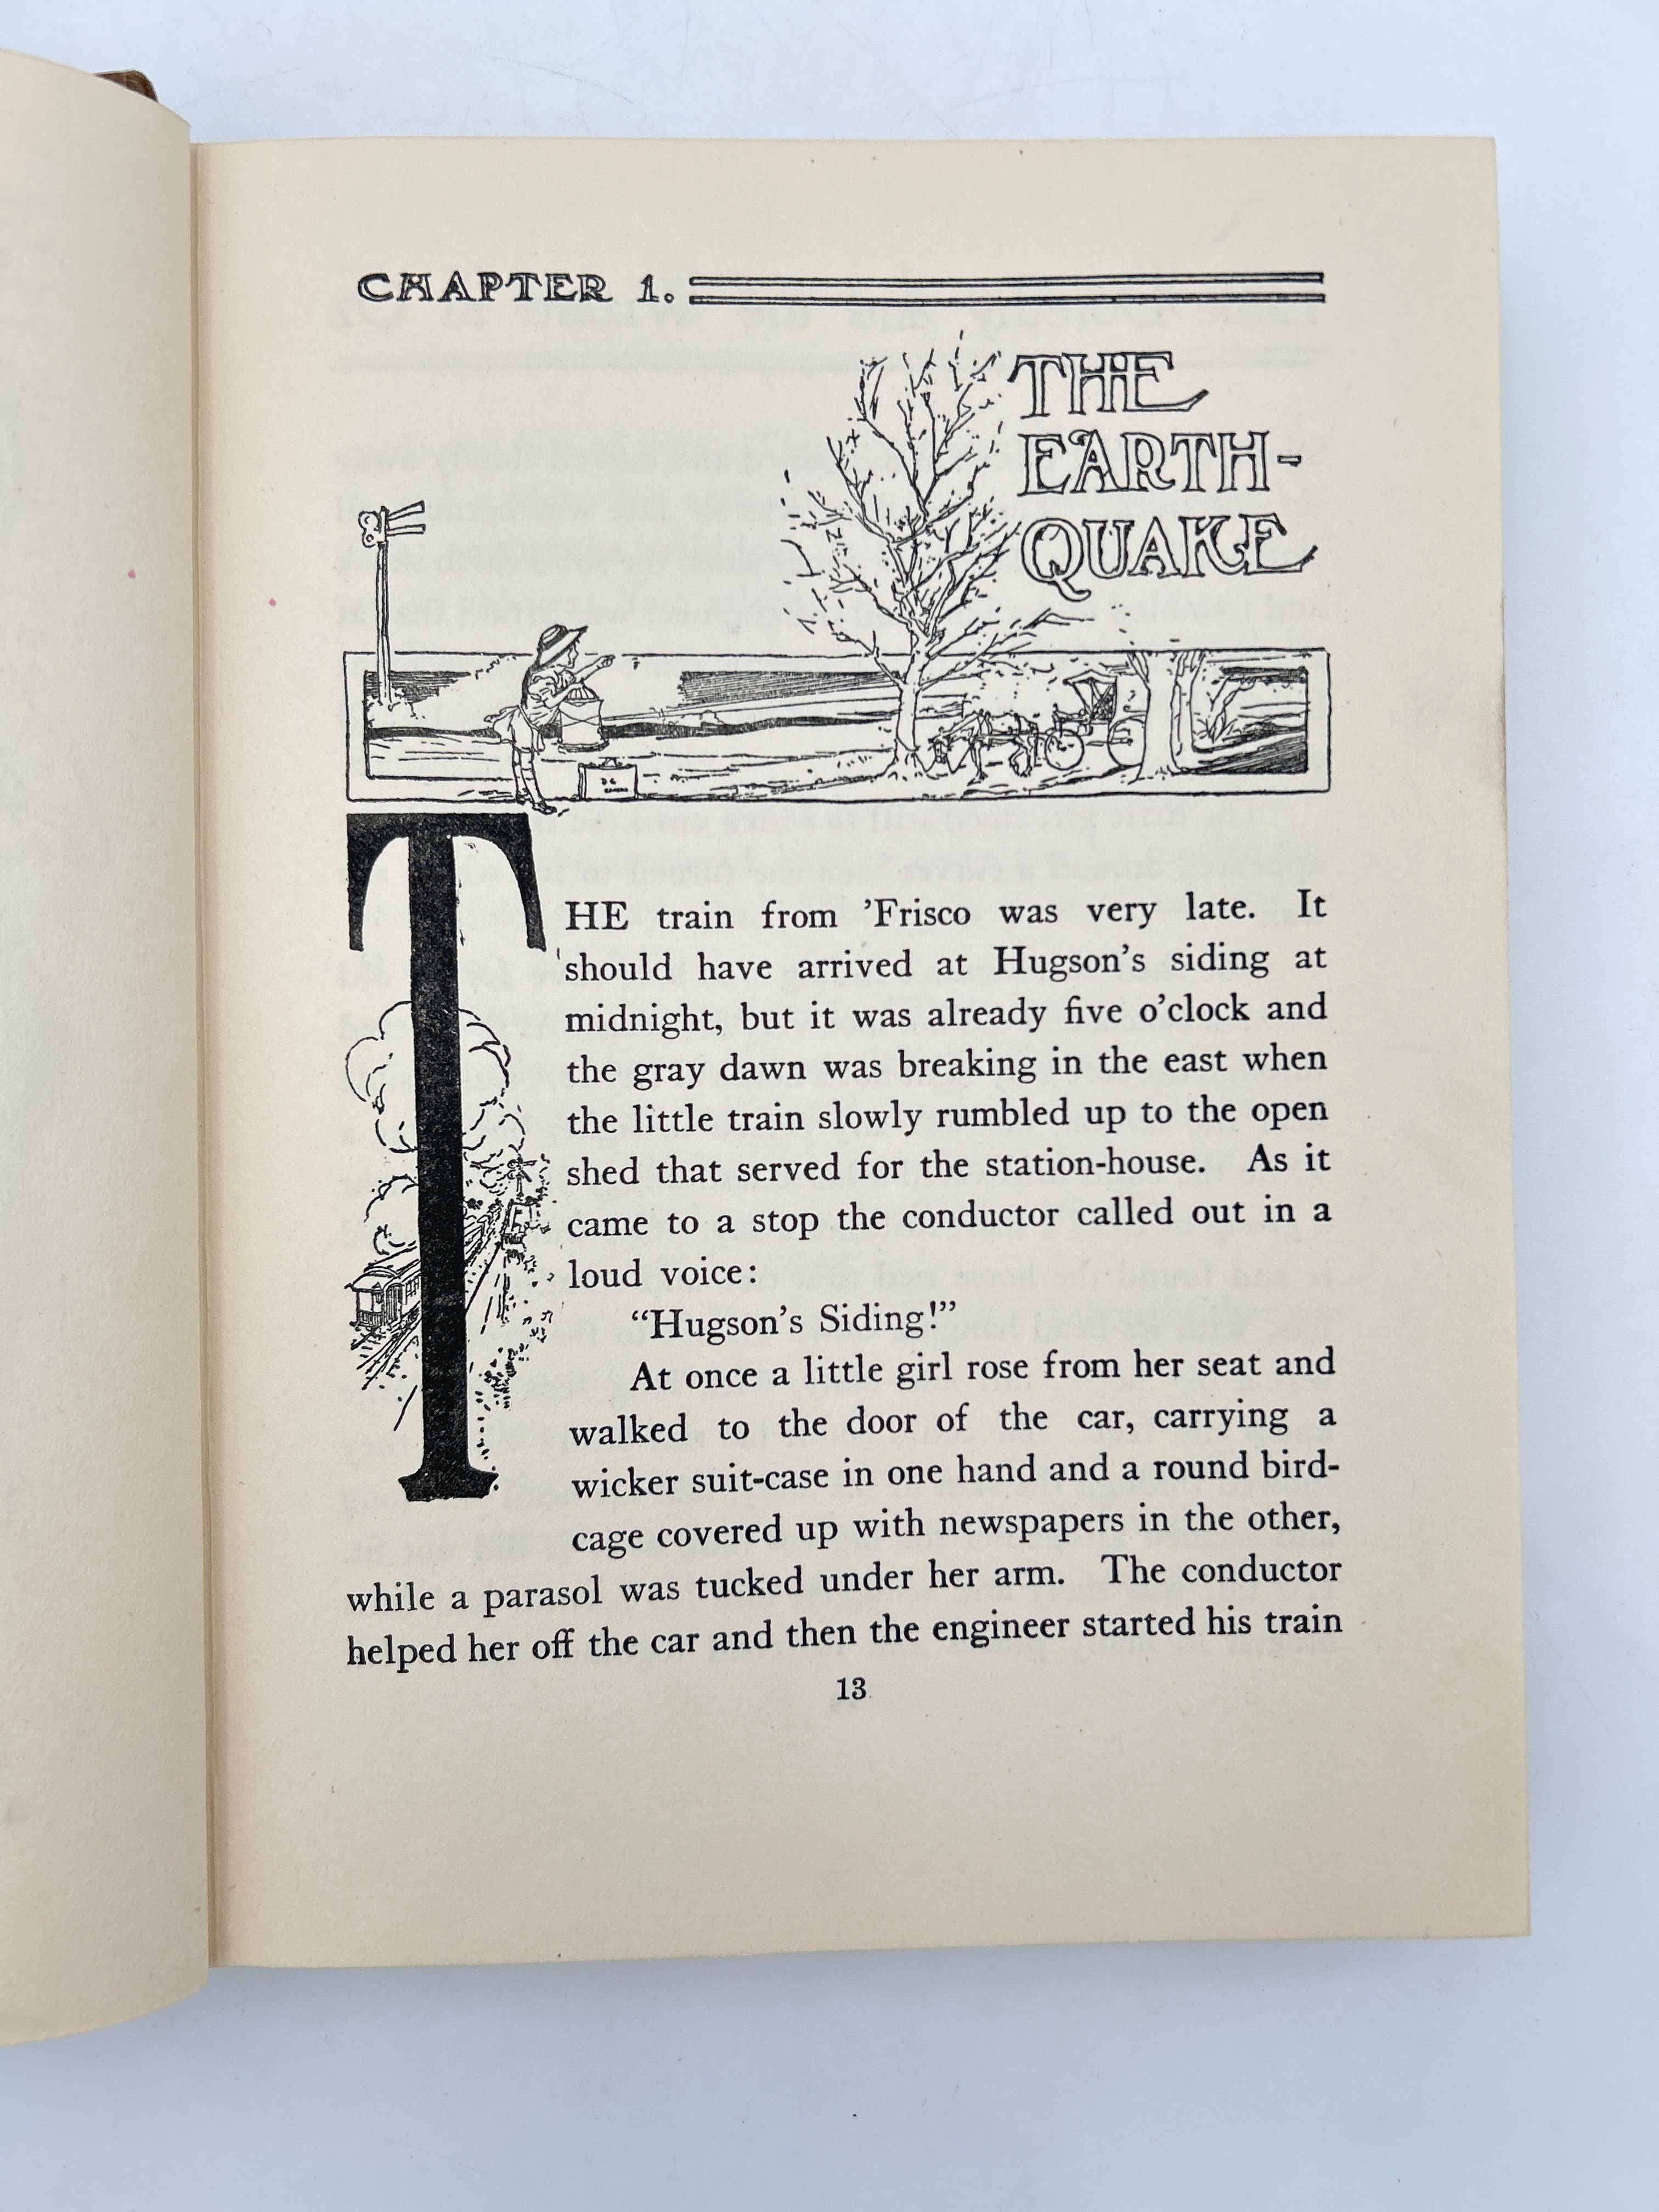 CHAPTER 1.
THE
EARTH-
QUAKE
D G
THE train from ’Frisco was very late. It
should have arrived at Hugson’s siding at
midnight, but it was already five o’clock and
the gray dawn was breaking in the east when
the little train slowly rumbled up to the open
shed that served for the station-house. As it
came to a stop the conductor called out in a
loud voice:
“Hugson’s Siding!”
At once a little girl rose from her seat and
walked to the door of the car, carrying a
wicker suit-case in one hand and a round bird-
cage covered up with newspapers in the other,
while a parasol was tucked under her arm. The conductor
helped her off the car and then the engineer started his train
13